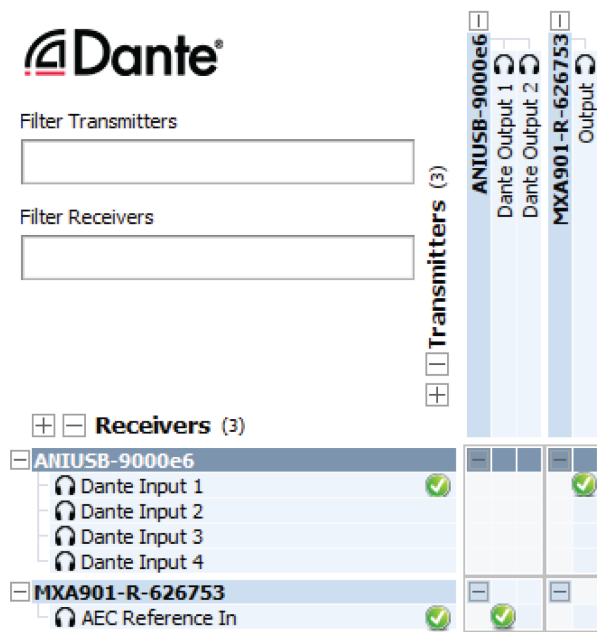 Dante®
Filter Transmitters
Filter Receivers
Transmitters (3)
ANIUSB-9000e6
Dante Output 1
Dante Output 2
MXA901-R-626753
Output
Receivers (3)
ANIUSB-9000e6
Dante Input 1
Dante Input 2
Dante Input 3
Dante Input 4
MXA901-R-626753
AEC Reference In